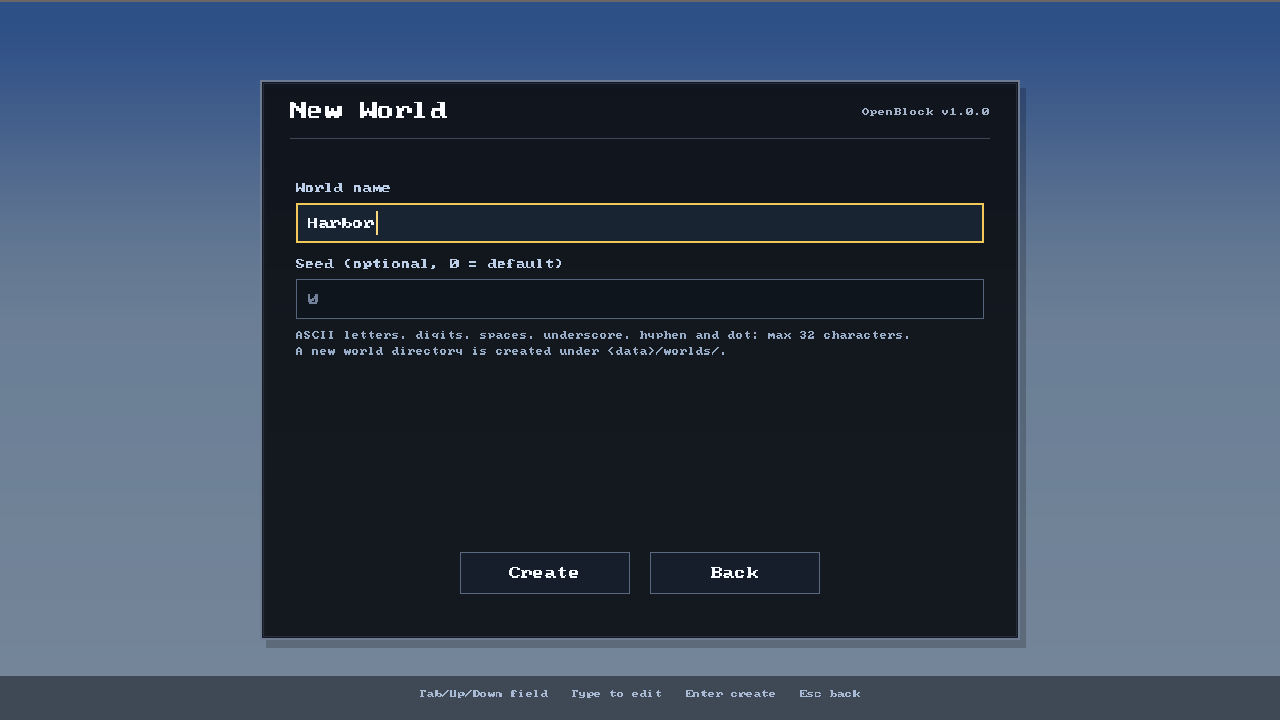 New World
OpenBlock v1.0.0
World name
Harbor
Seed (optional, 0 = default)
0
ASCII letters, digits, spaces, underscore, hyphen and dot; max 32 characters.
A new world directory is created under <data>/worlds/.
Create
Back
Tab/Up/Down field   Type to edit   Enter create   Esc back